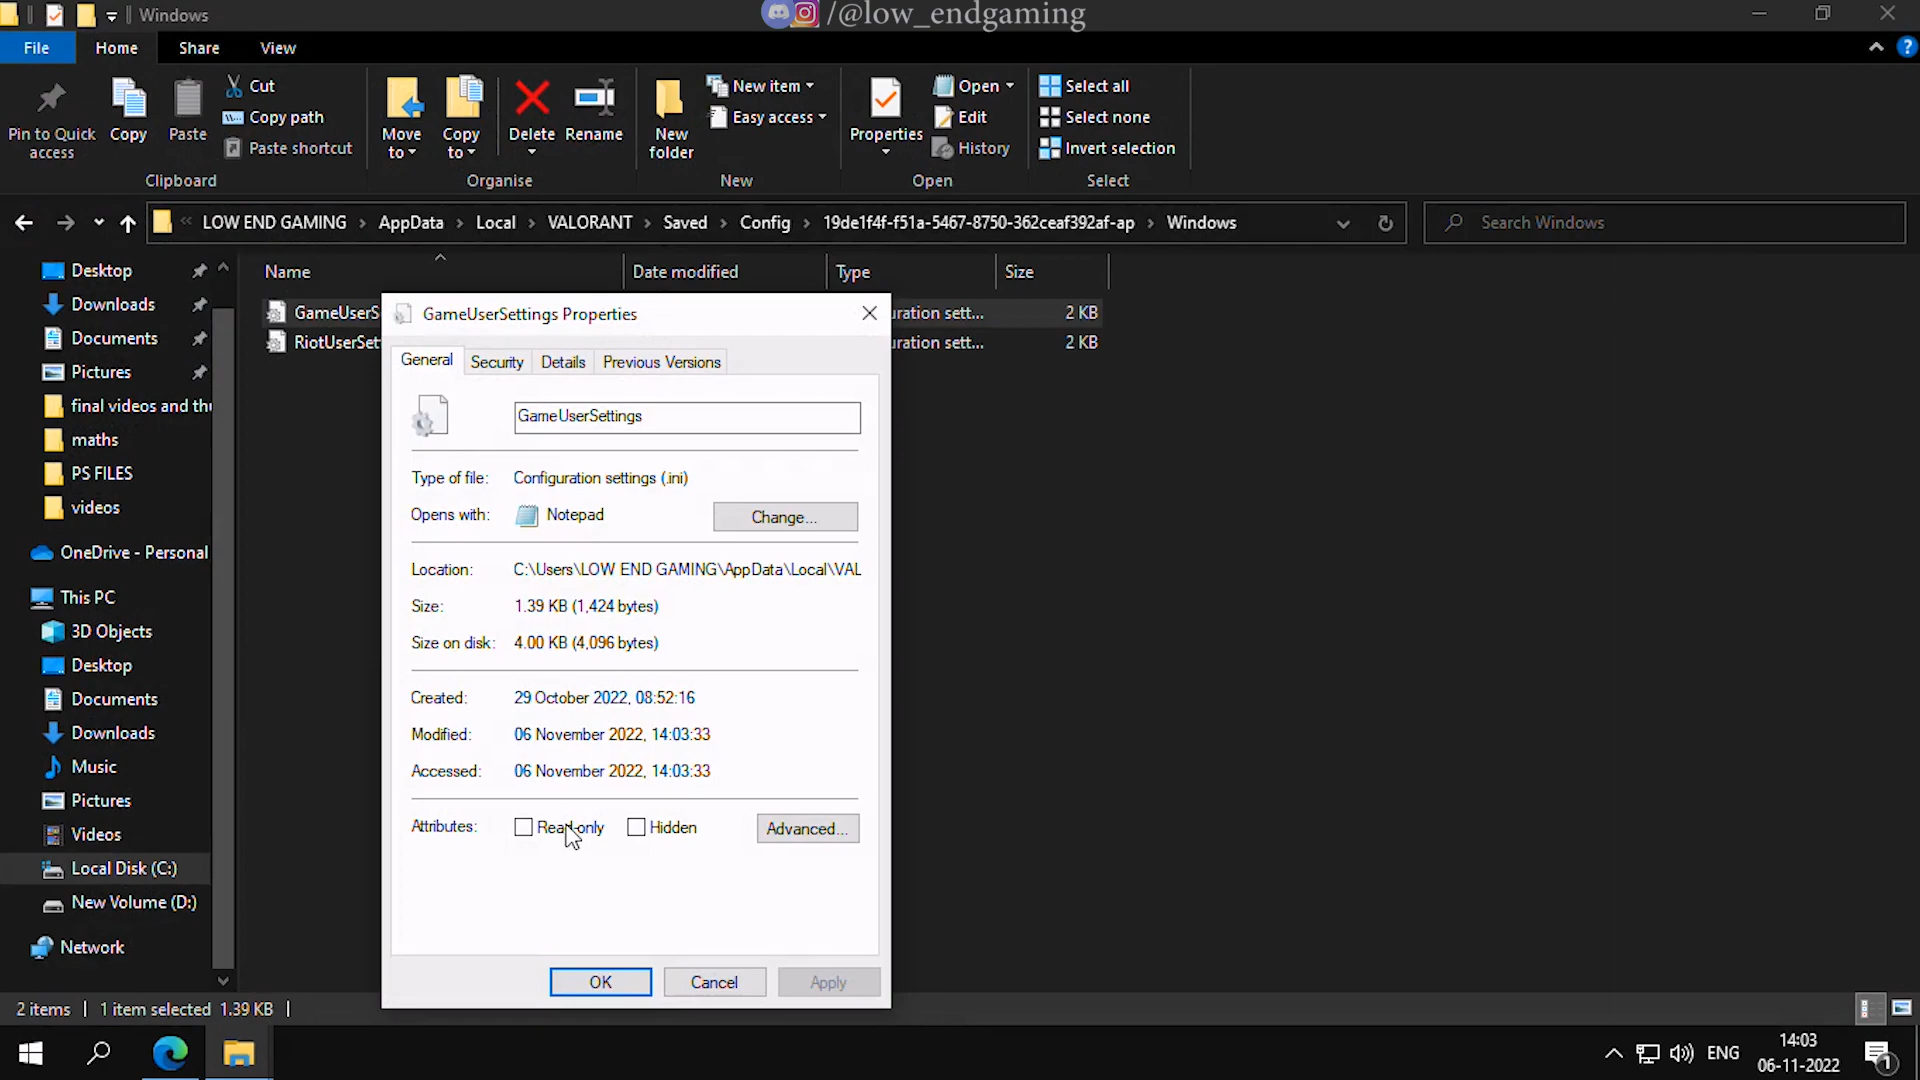 Windows
/@low_endgaming
File
Home
Share
View
Pin to Quick access
Copy
Paste
Cut
Copy path
Paste shortcut
Clipboard
Move to
Copy to
Delete
Rename
Organise
New folder
New item
Easy access
New
Properties
Open
Edit
History
Open
Select all
Select none
Invert selection
Select
« LOW END GAMING > AppData > Local > VALORANT > Saved > Config > 19de1f4f-f51a-5467-8750-362ceaf392af-ap > Windows
Search Windows
Desktop
Downloads
Documents
Pictures
final videos and thu
maths
PS FILES
videos
OneDrive - Personal
This PC
3D Objects
Desktop
Documents
Downloads
Music
Pictures
Videos
Local Disk (C:)
New Volume (D:)
Network
Name
Date modified
Type
Size
GameUserS
uration sett...
2 KB
RiotUserSet
uration sett...
2 KB
GameUserSettings Properties
General
Security
Details
Previous Versions
GameUserSettings
Type of file: Configuration settings (.ini)
Opens with: Notepad
Change...
Location: C:\Users\LOW END GAMING\AppData\Local\VAL
Size: 1.39 KB (1,424 bytes)
Size on disk: 4.00 KB (4,096 bytes)
Created: 29 October 2022, 08:52:16
Modified: 06 November 2022, 14:03:33
Accessed: 06 November 2022, 14:03:33
Attributes: Read-only Hidden
Advanced...
OK
Cancel
Apply
2 items
1 item selected 1.39 KB
ENG
14:03
06-11-2022
1